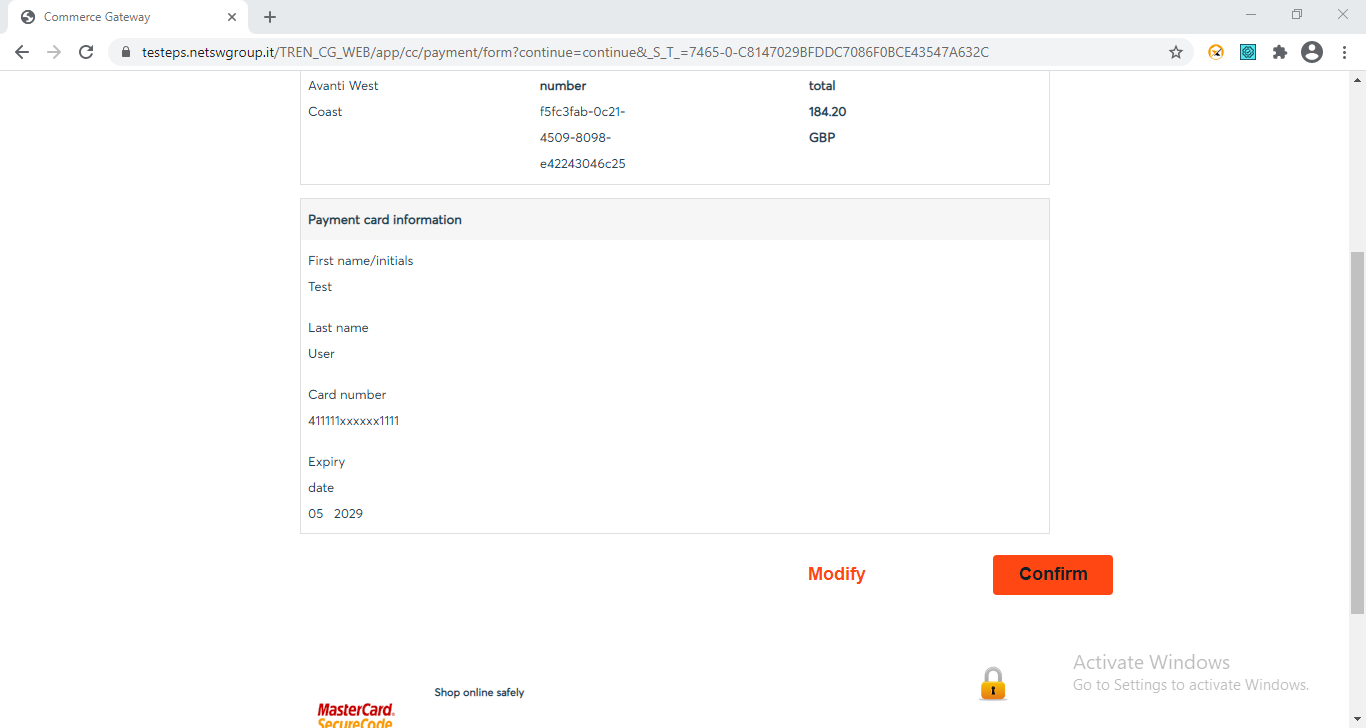 Commerce Gateway
testeps.netswgroup.it/TREN_CG_WEB/app/cc/payment/form?continue=continue&_S_T_=7465-0-C8147029BFDDC7086F0BCE43547A632C
Avanti West
Coast
number
f5fc3fab-0c21-
4509-8098-
e42243046c25
total
184.20
GBP
Payment card information
First name/initials
Test
Last name
User
Card number
411111xxxxxx1111
Expiry
date
05 2029
Modify
Confirm
Activate Windows
Go to Settings to activate Windows.
Shop online safely
MasterCard.
SecureCode